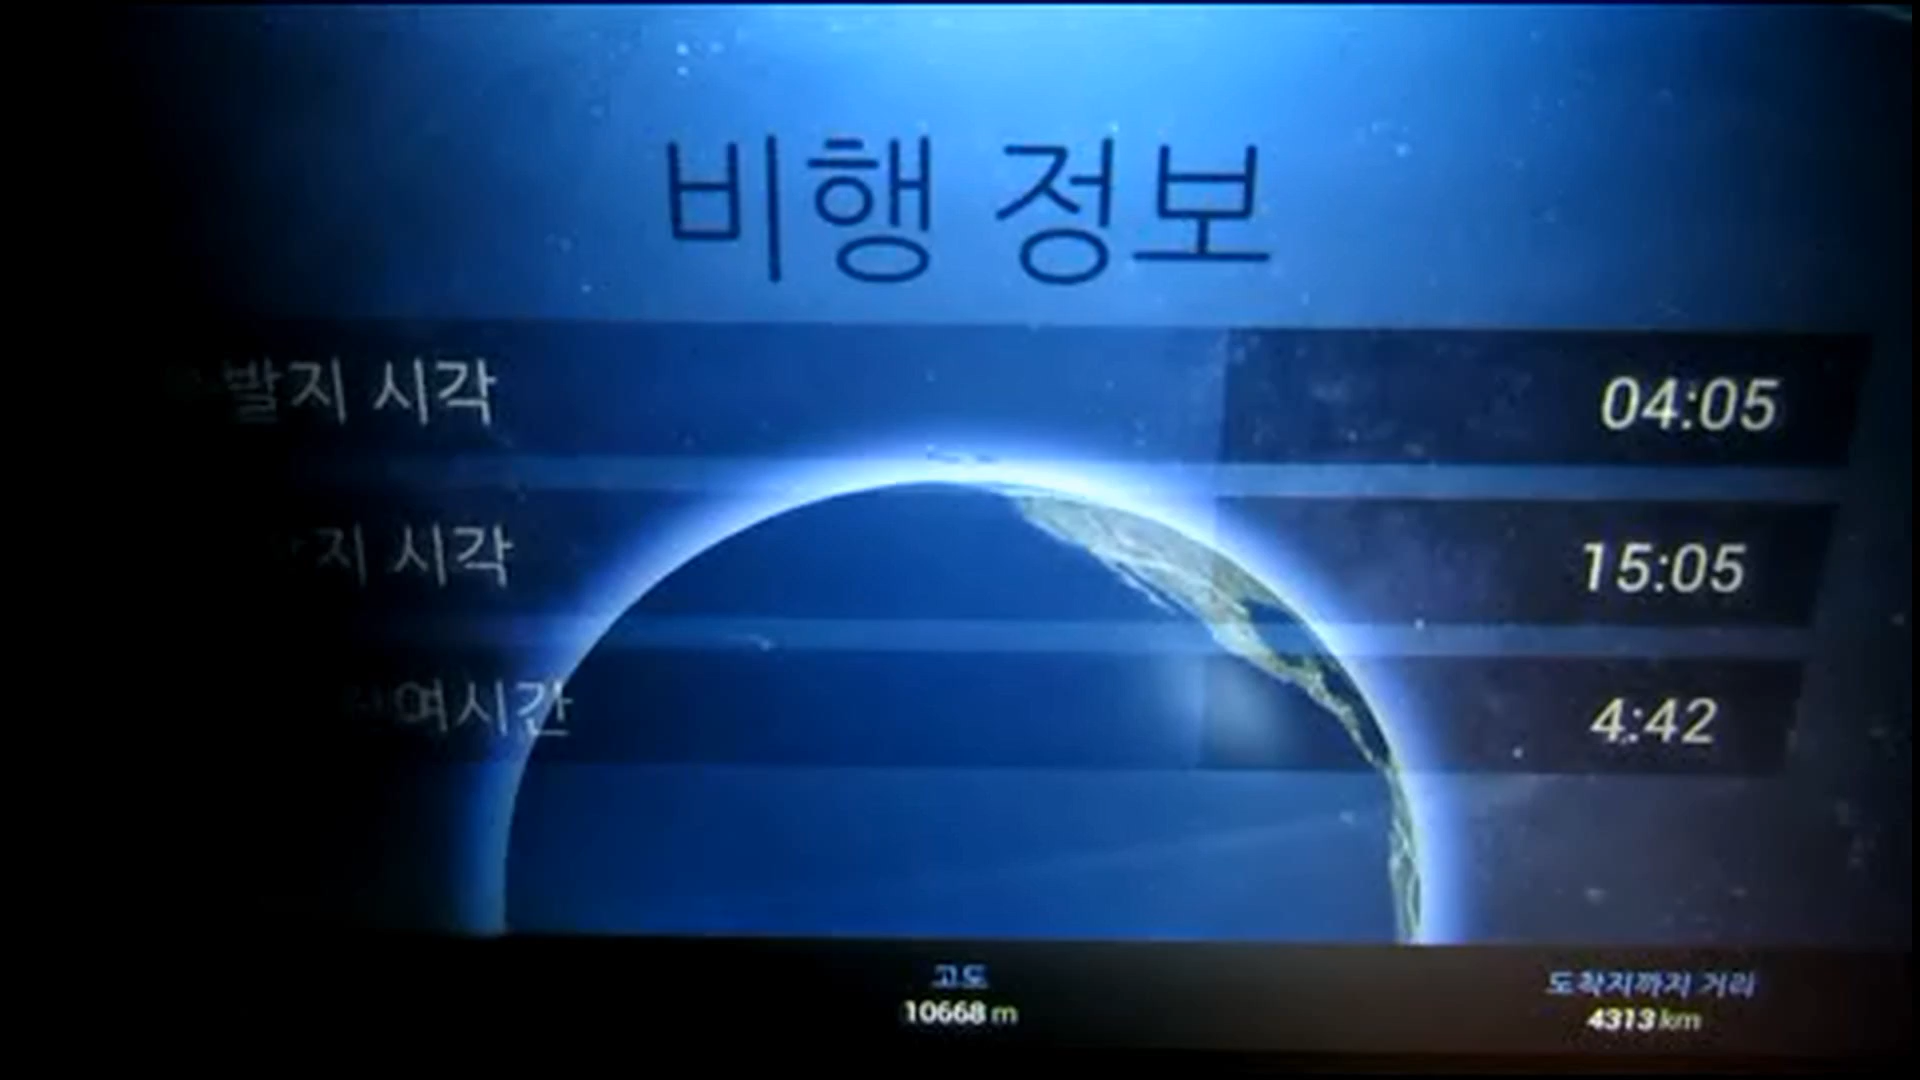 비행 정보
발지 시각
04:05
지 시각
15:05
여시간
4:42
고도
10668 m
도착지까지 거리
4313 km